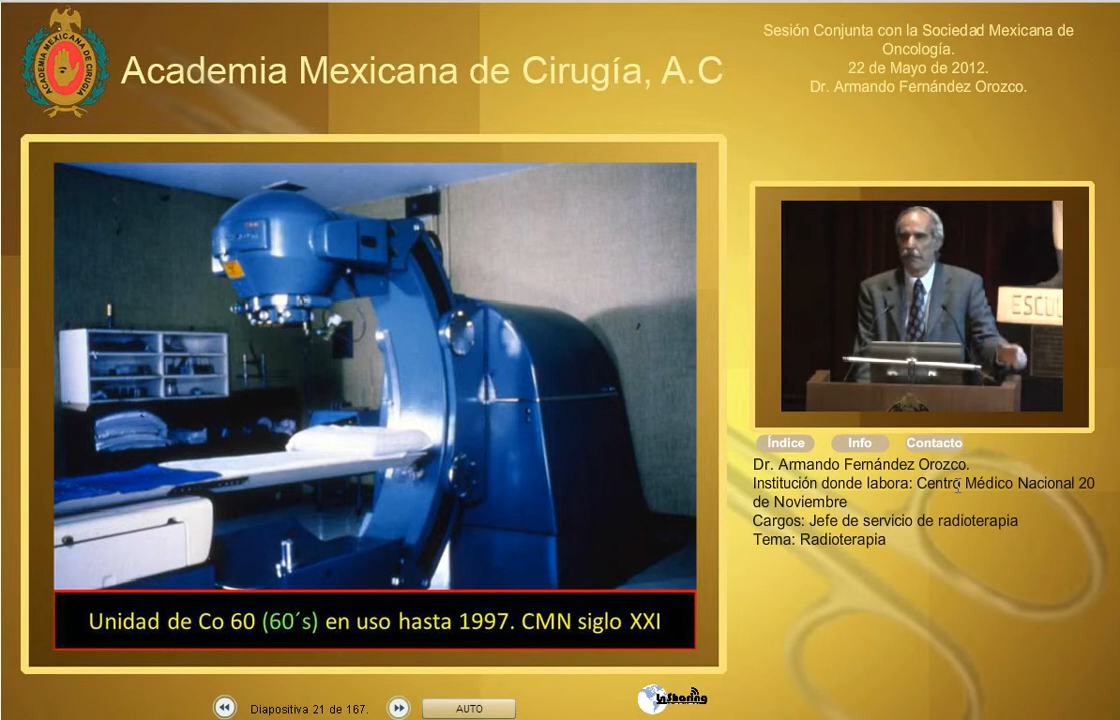 ACADEMIA MEXICANA DE CIRUGIA
Academia Mexicana de Cirugía, A.C
Sesión Conjunta con la Sociedad Mexicana de
Oncología.
22 de Mayo de 2012.
Dr. Armando Fernández Orozco.
Unidad de Co 60 (60´s) en uso hasta 1997. CMN siglo XXI
Índice
Info
Contacto
Dr. Armando Fernández Orozco.
Institución donde labora: Centro Médico Nacional 20
de Noviembre
Cargos: Jefe de servicio de radioterapia
Tema: Radioterapia
Diapositiva 21 de 167.
AUTO
InSharing